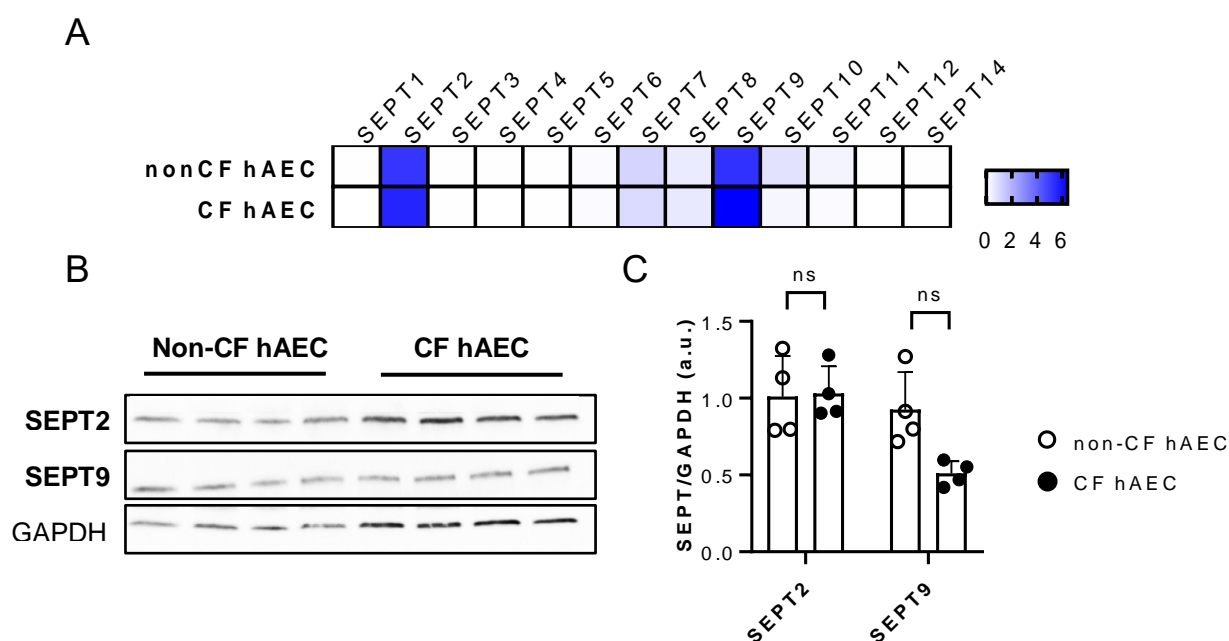 A
SEPT1 SEPT2 SEPT3 SEPT4 SEPT5 SEPT6 SEPT7 SEPT8 SEPT9 SEPT10 SEPT11 SEPT12 SEPT14
nonCF hAEC
CF hAEC
0 2 4 6
B
Non-CF hAEC CF hAEC
SEPT2
SEPT9
GAPDH
C
ns ns
SEPT/GAPDH (a.u.)
1.5
1.0
0.5
0.0
SEPT2 SEPT9
non-CF hAEC
CF hAEC